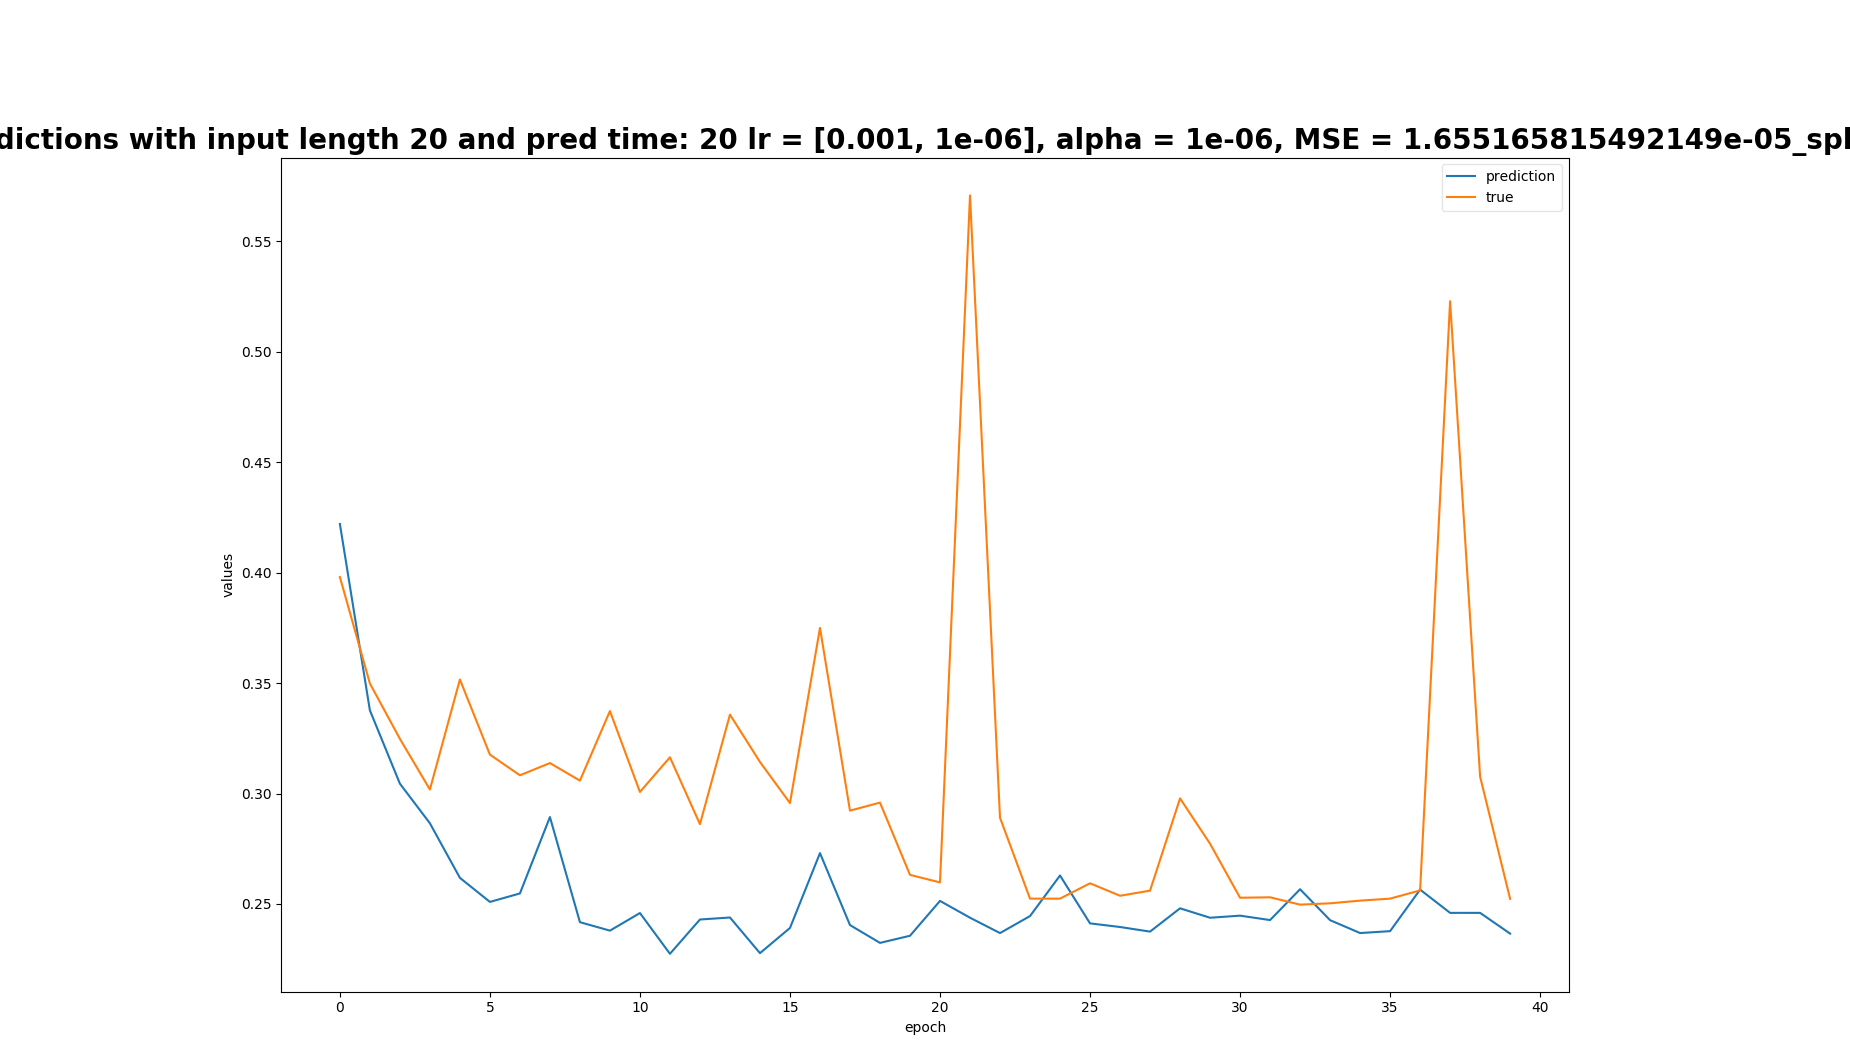 dictions with input length 20 and pred time: 20 lr = [0.001, 1e-06], alpha = 1e-06, MSE = 1.655165815492149e-05_spl
prediction
true
0.55
0.50
0.45
0.40
0.35
0.30
0.25
values
0 5 10 15 20 25 30 35 40
epoch